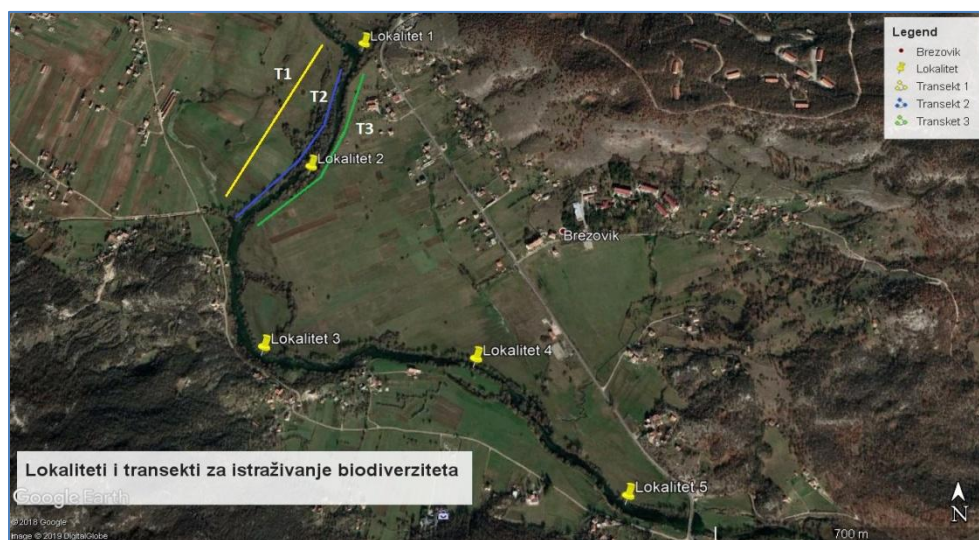 Lokalitet 1
T1
T2
T3
Lokalitet 2
Brezovik
Lokalitet 3
Lokalitet 4
Lokalitet 5
Legend
Brezovik
Lokalitet
Transekt 1
Transekt 2
Transket 3
Lokaliteti i transekti za istraživanje biodiverziteta
Google Earth
©2018 Google
Image © 2019 DigitalGlobe
N
700 m